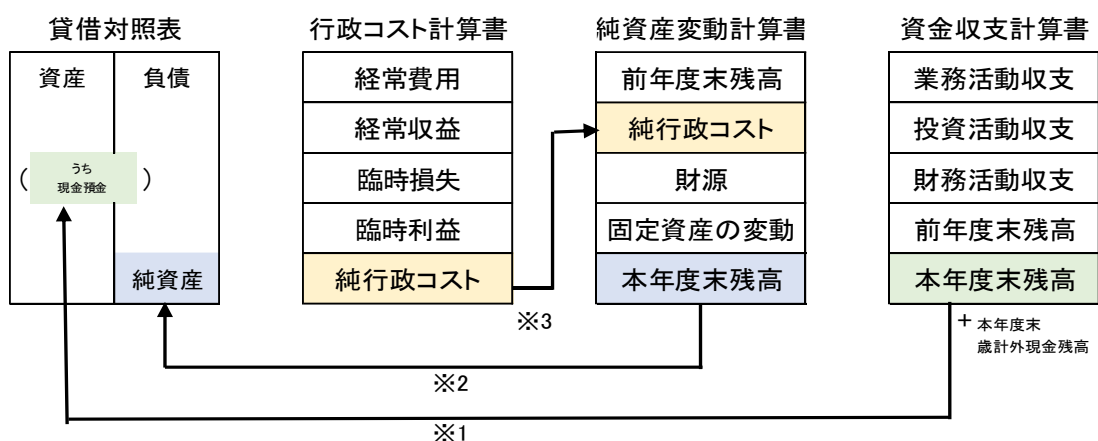 貸借対照表
資産
負債
( うち
現金預金 )
純資産
行政コスト計算書
経常費用
経常収益
臨時損失
臨時利益
純行政コスト
純資産変動計算書
前年度末残高
純行政コスト
財源
固定資産の変動
本年度末残高
資金収支計算書
業務活動収支
投資活動収支
財務活動収支
前年度末残高
本年度末残高
+ 本年度末
歳計外現金残高
※3
※2
※1